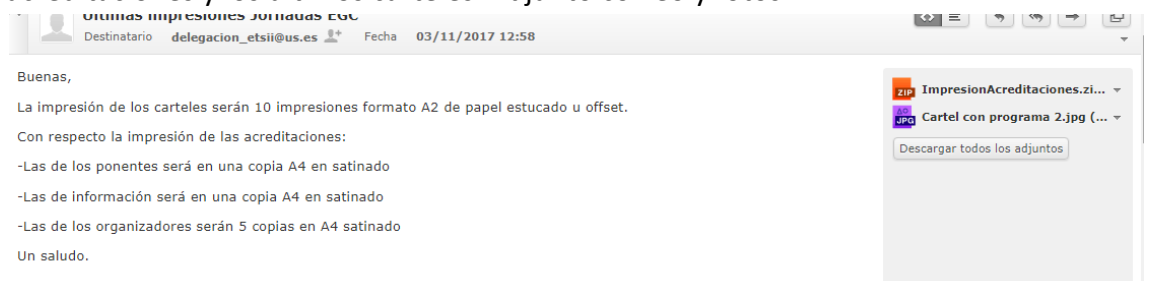 Últimas impresiones Jornadas EGC
Destinatario delegacion_etsii@us.es Fecha 03/11/2017 12:58
Buenas,
La impresión de los carteles serán 10 impresiones formato A2 de papel estucado u offset.
Con respecto la impresión de las acreditaciones:
-Las de los ponentes será en una copia A4 en satinado
-Las de información será en una copia A4 en satinado
-Las de los organizadores serán 5 copias en A4 satinado
Un saludo.
ZIP ImpresionAcreditaciones.zi...
JPG Cartel con programa 2.jpg (...
Descargar todos los adjuntos